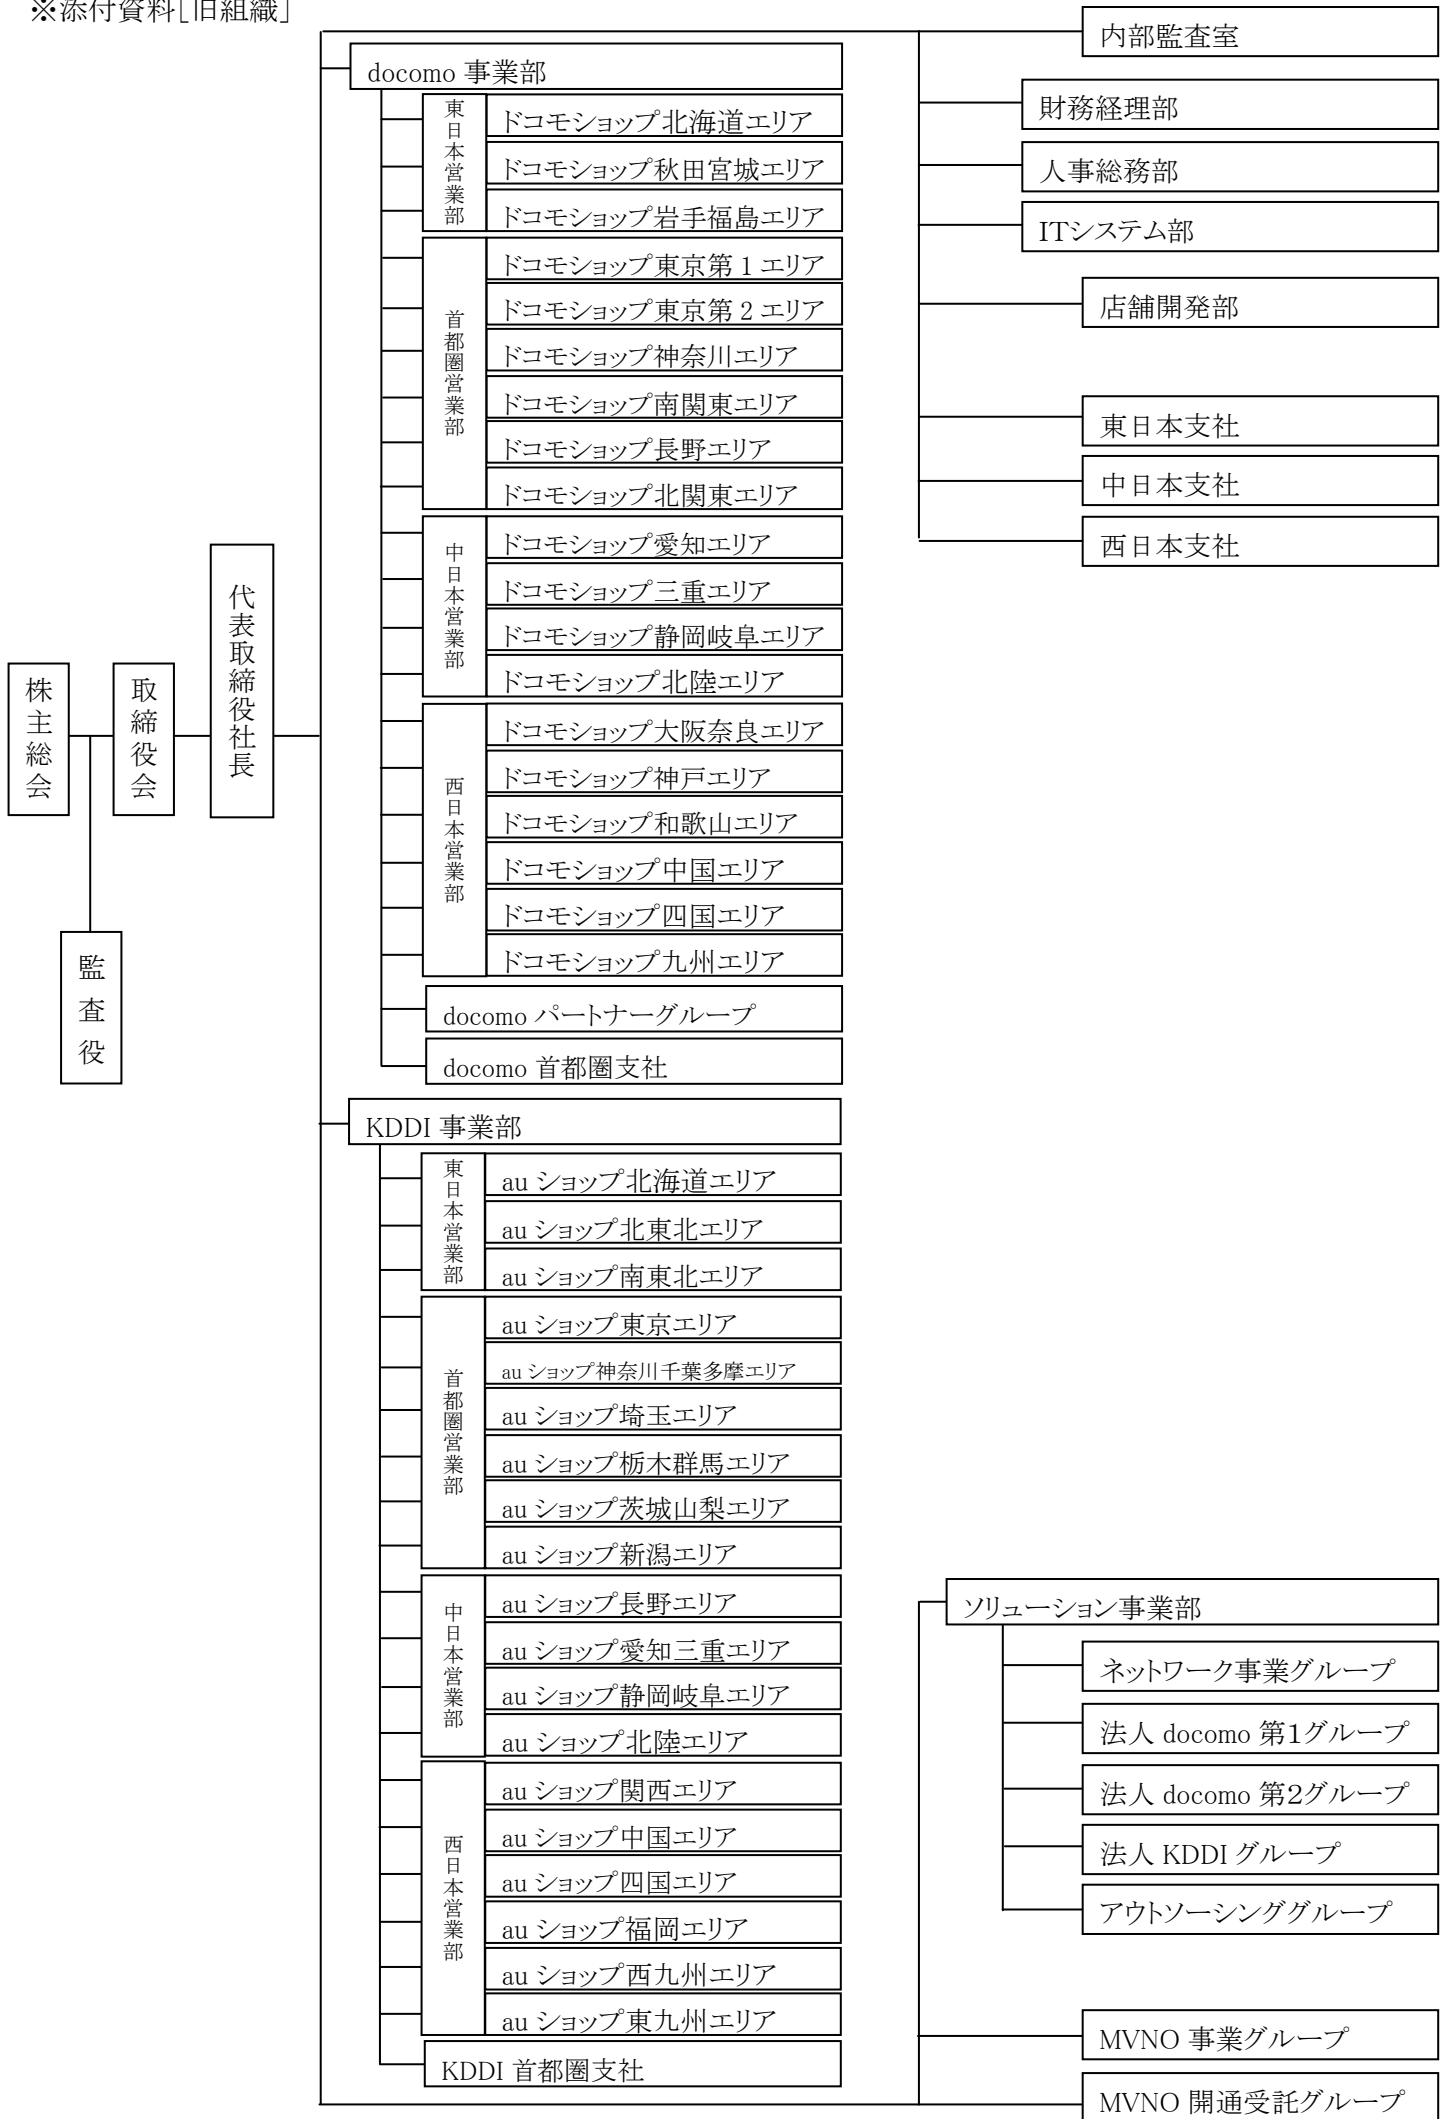 ※添付資料［旧組織］
株主総会
取締役会
監査役
代表取締役社長
docomo 事業部
東日本営業部
ドコモショップ北海道エリア
ドコモショップ秋田宮城エリア
ドコモショップ岩手福島エリア
首都圏営業部
ドコモショップ東京第 1 エリア
ドコモショップ東京第 2 エリア
ドコモショップ神奈川エリア
ドコモショップ南関東エリア
ドコモショップ長野エリア
ドコモショップ北関東エリア
中日本営業部
ドコモショップ愛知エリア
ドコモショップ三重エリア
ドコモショップ静岡岐阜エリア
ドコモショップ北陸エリア
西日本営業部
ドコモショップ大阪奈良エリア
ドコモショップ神戸エリア
ドコモショップ和歌山エリア
ドコモショップ中国エリア
ドコモショップ四国エリア
ドコモショップ九州エリア
docomo パートナーグループ
docomo 首都圏支社
KDDI 事業部
東日本営業部
au ショップ北海道エリア
au ショップ北東北エリア
au ショップ南東北エリア
首都圏営業部
au ショップ東京エリア
au ショップ神奈川千葉多摩エリア
au ショップ埼玉エリア
au ショップ栃木群馬エリア
au ショップ茨城山梨エリア
au ショップ新潟エリア
中日本営業部
au ショップ長野エリア
au ショップ愛知三重エリア
au ショップ静岡岐阜エリア
au ショップ北陸エリア
西日本営業部
au ショップ関西エリア
au ショップ中国エリア
au ショップ四国エリア
au ショップ福岡エリア
au ショップ西九州エリア
au ショップ東九州エリア
KDDI 首都圏支社
内部監査室
財務経理部
人事総務部
ITシステム部
店舗開発部
東日本支社
中日本支社
西日本支社
ソリューション事業部
ネットワーク事業グループ
法人 docomo 第1グループ
法人 docomo 第2グループ
法人 KDDI グループ
アウトソーシンググループ
MVNO 事業グループ
MVNO 開通受託グループ